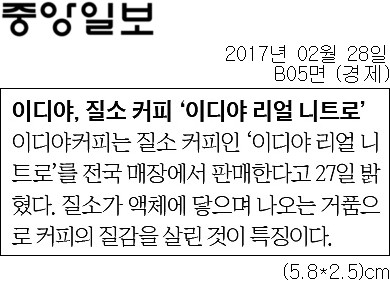 중앙일보
2017년 02월 28일
B05면 (경제)
이디야, 질소 커피 ‘이디야 리얼 니트로’
이디야커피는 질소 커피인 ‘이디야 리얼 니
트로’를 전국 매장에서 판매한다고 27일 밝
혔다. 질소가 액체에 닿으며 나오는 거품으
로 커피의 질감을 살린 것이 특징이다.
(5.8*2.5)cm